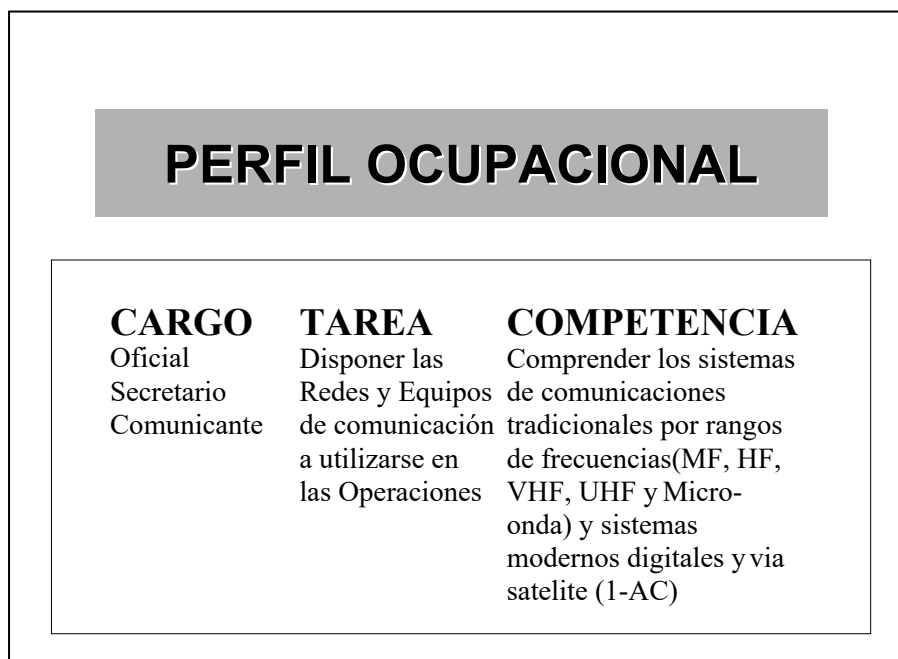 PERFIL OCUPACIONAL
CARGO
Oficial
Secretario
Comunicante
TAREA
Disponer las
Redes y Equipos
de comunicación
a utilizarse en
las Operaciones
COMPETENCIA
Comprender los sistemas
de comunicaciones
tradicionales por rangos
de frecuencias(MF, HF,
VHF, UHF y Micro-
onda) y sistemas
modernos digitales y via
satelite (1-AC)